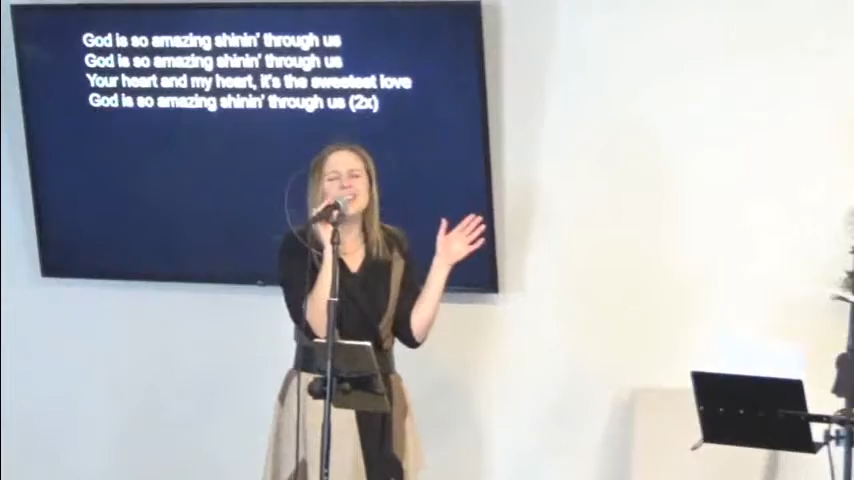 God is so amazing shinin' through us
God is so amazing shinin' through us
Your heart and my heart, it's the sweetest love
God is so amazing shinin' through us (2x)